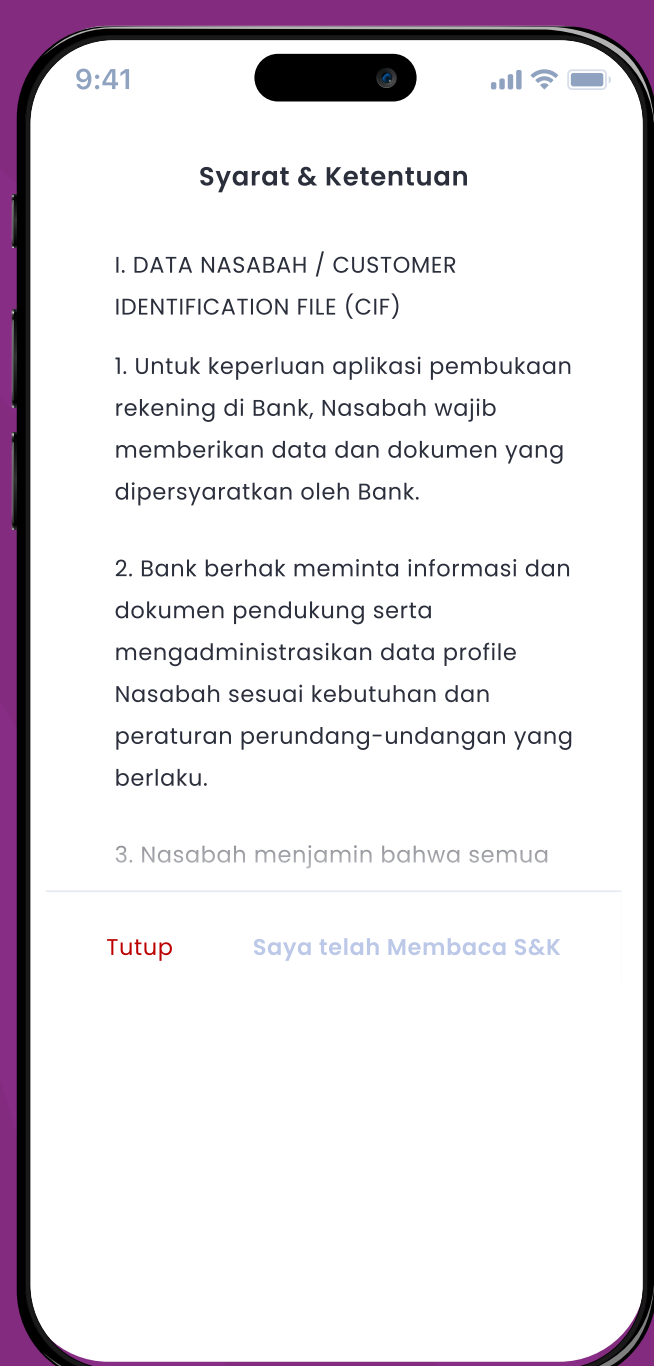 9:41
Syarat & Ketentuan
I. DATA NASABAH / CUSTOMER
IDENTIFICATION FILE (CIF)
1. Untuk keperluan aplikasi pembukaan
rekening di Bank, Nasabah wajib
memberikan data dan dokumen yang
dipersyaratkan oleh Bank.
2. Bank berhak meminta informasi dan
dokumen pendukung serta
mengadministrasikan data profile
Nasabah sesuai kebutuhan dan
peraturan perundang-undangan yang
berlaku.
3. Nasabah menjamin bahwa semua
Tutup Saya telah Membaca S&K